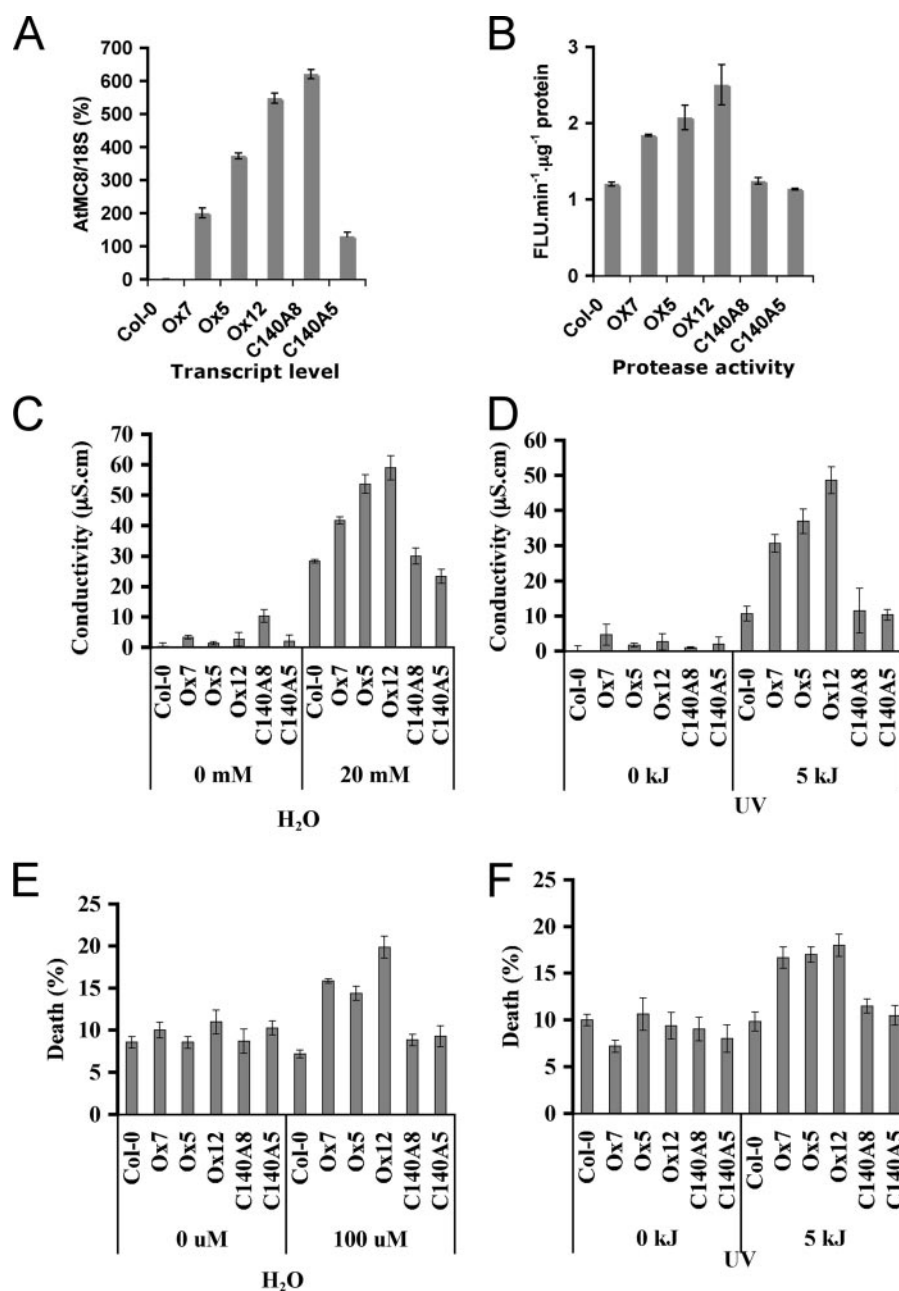 A
AtMC8/18S (%)
700
600
500
400
300
200
100
0
Col-0
Ox7
Ox5
Ox12
C140A8
C140A5
Transcript level
B
FLU.min⁻¹.µg⁻¹ protein
3
2
1
0
Col-0
OX7
OX5
OX12
C140A8
C140A5
Protease activity
C
Conductivity (µS.cm)
70
60
50
40
30
20
10
0
Col-0 Ox7 Ox5 Ox12 C140A8 C140A5 Col-0 Ox7 Ox5 Ox12 C140A8 C140A5
0 mM 20 mM
H₂O
D
Conductivity (µS.cm)
60
50
40
30
20
10
0
Col-0 Ox7 Ox5 Ox12 C140A8 C140A5 Col-0 Ox7 Ox5 Ox12 C140A8 C140A5
0 kJ 5 kJ
UV
E
Death (%)
25
20
15
10
5
0
Col-0 Ox7 Ox5 Ox12 C140A8 C140A5 Col-0 Ox7 Ox5 Ox12 C140A8 C140A5
0 uM 100 uM
H₂O
F
Death (%)
25
20
15
10
5
0
Col-0 Ox7 Ox5 Ox12 C140A8 C140A5 Col-0 Ox7 Ox5 Ox12 C140A8 C140A5
0 kJ 5 kJ
UV